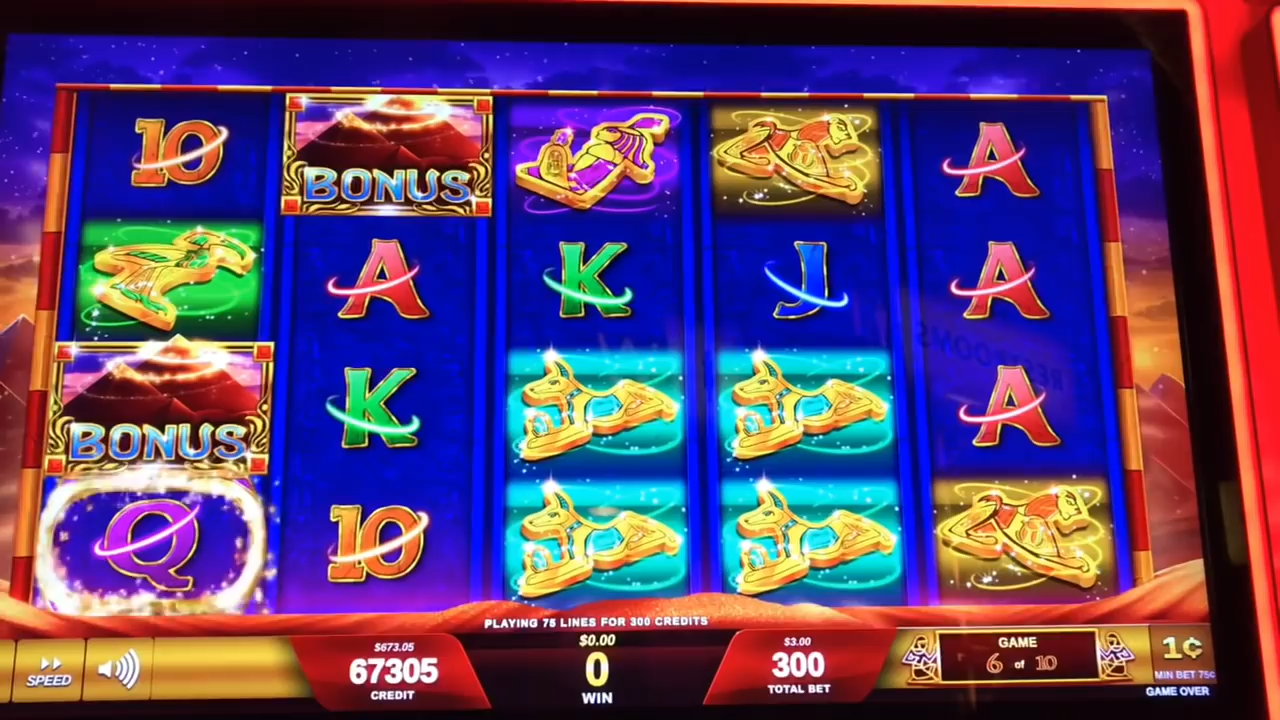 10
BONUS
A
A
K
J
A
BONUS
K
A
Q
10
RESTROOMS
PLAYING 75 LINES FOR 300 CREDITS
SPEED
$673.05
67305
CREDIT
$0.00
0
WIN
$3.00
300
TOTAL BET
GAME
6 OF 10
1¢
MIN BET 75¢
GAME OVER